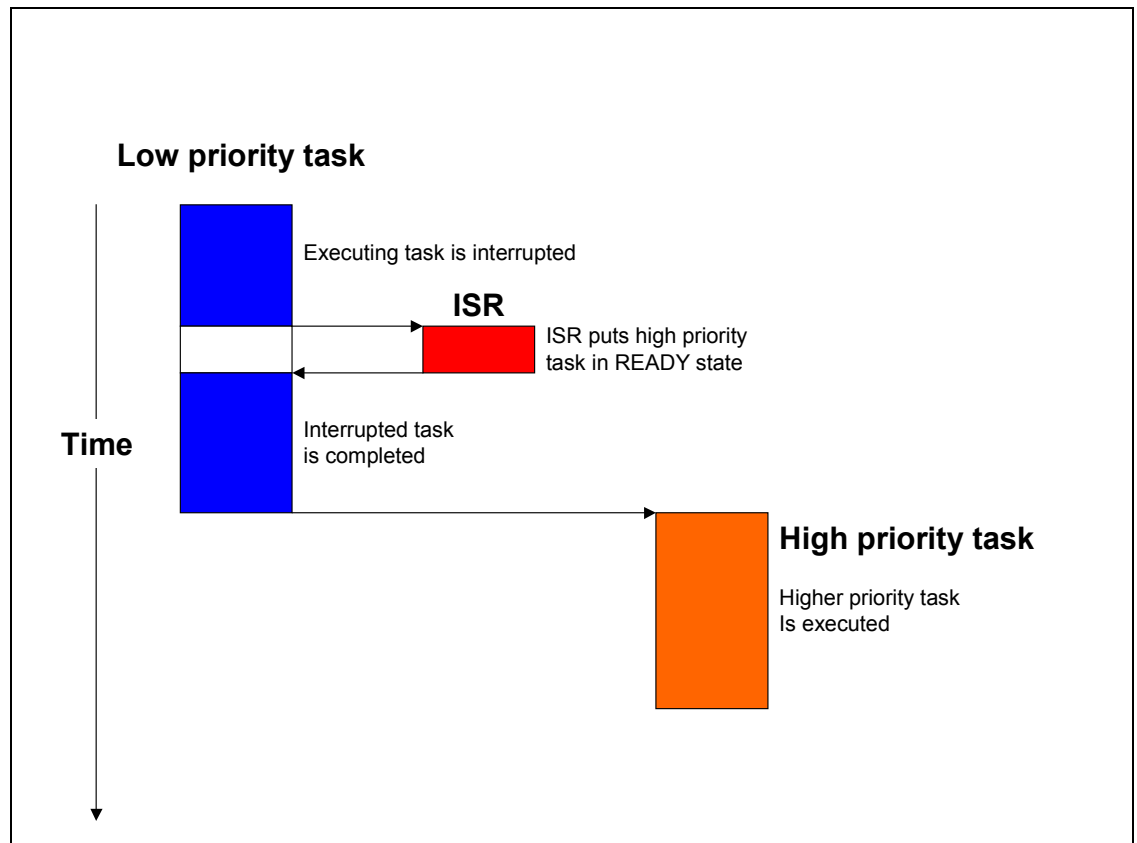 Low priority task
Executing task is interrupted
ISR
ISR puts high priority
task in READY state
Interrupted task
is completed
Time
High priority task
Higher priority task
Is executed